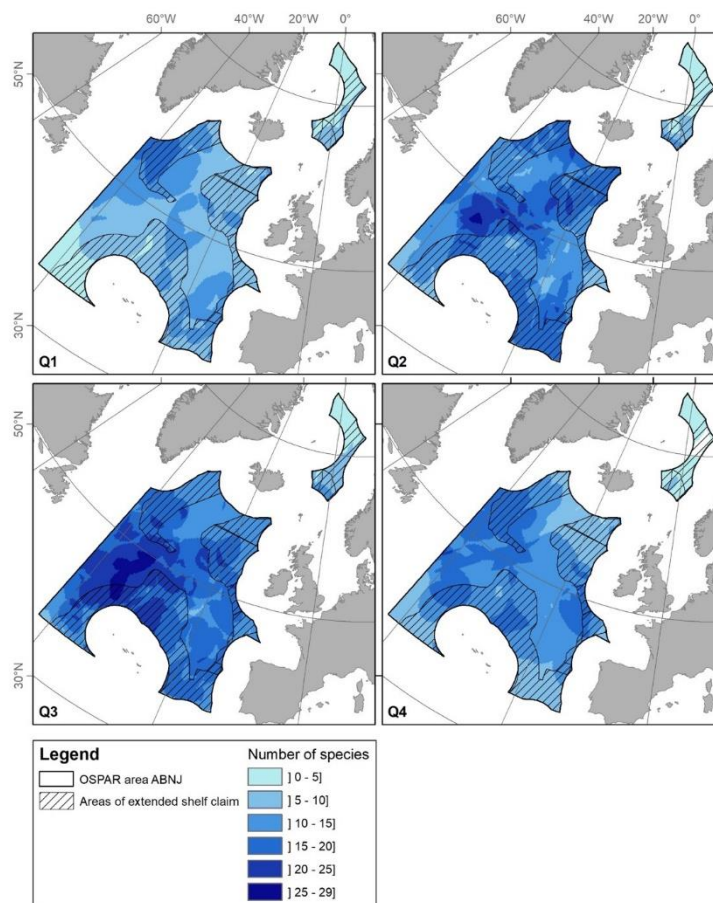 60°W 40°W 20°W 0° 60°W 40°W 20°W 0°
50°N
30°N
Q1 Q2
50°N
30°N
Q3 Q4
Legend
OSPAR area ABNJ
Areas of extended shelf claim
Number of species
] 0 - 5]
] 5 - 10]
] 10 - 15]
] 15 - 20]
] 20 - 25]
] 25 - 29]